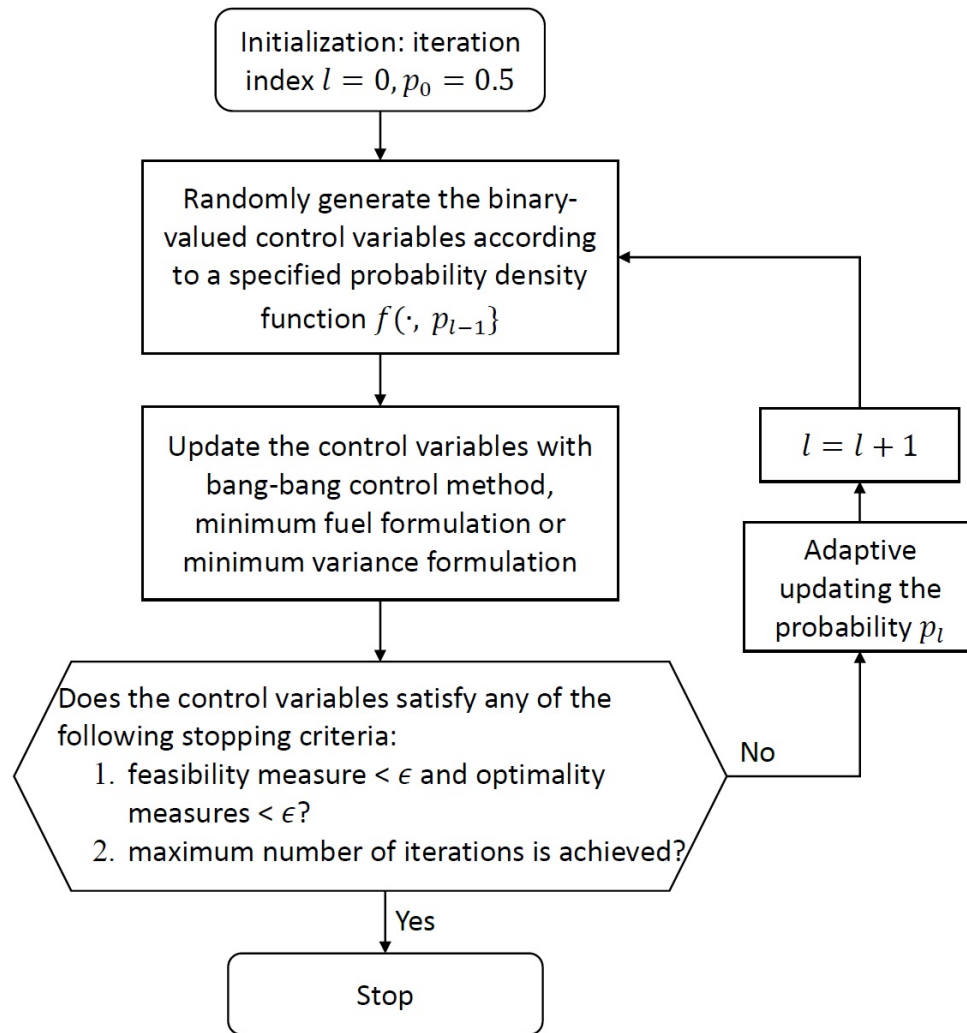 Initialization: iteration
index l = 0, p₀ = 0.5
Randomly generate the binary-
valued control variables according
to a specified probability density
function f(·, pₗ₋₁}
Update the control variables with
bang-bang control method,
minimum fuel formulation or
minimum variance formulation
l = l + 1
Adaptive
updating the
probability pₗ
Does the control variables satisfy any of the
following stopping criteria:
1. feasibility measure < ϵ and optimality
measures < ϵ?
2. maximum number of iterations is achieved?
No
Yes
Stop